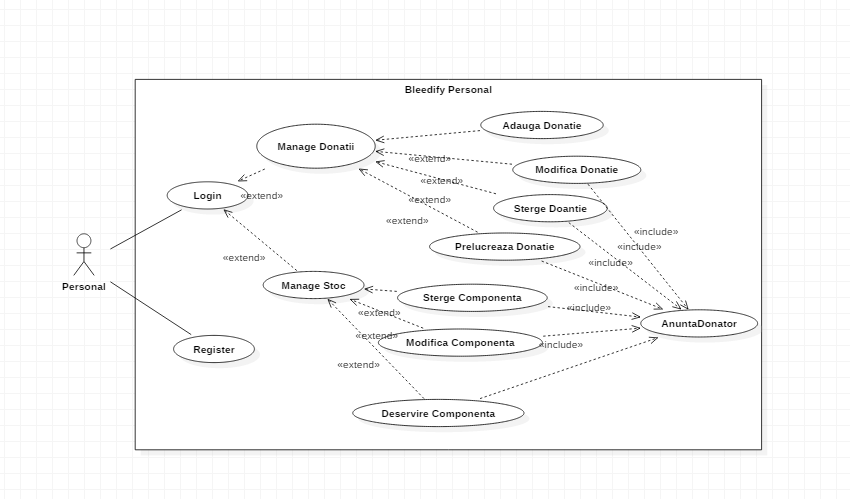 Bleedify Personal
Adauga Donatie
Manage Donatii
«extend»
Modifica Donatie
«extend»
Login
«extend»
«extend»
Sterge Doantie
«extend»
«include»
Prelucreaza Donatie
«include»
«extend»
«include»
Personal
Manage Stoc
«include»
Sterge Componenta
«include»
«extend»
AnuntaDonator
«extend»
Modifica Componenta
«include»
Register
«extend»
Deservire Componenta